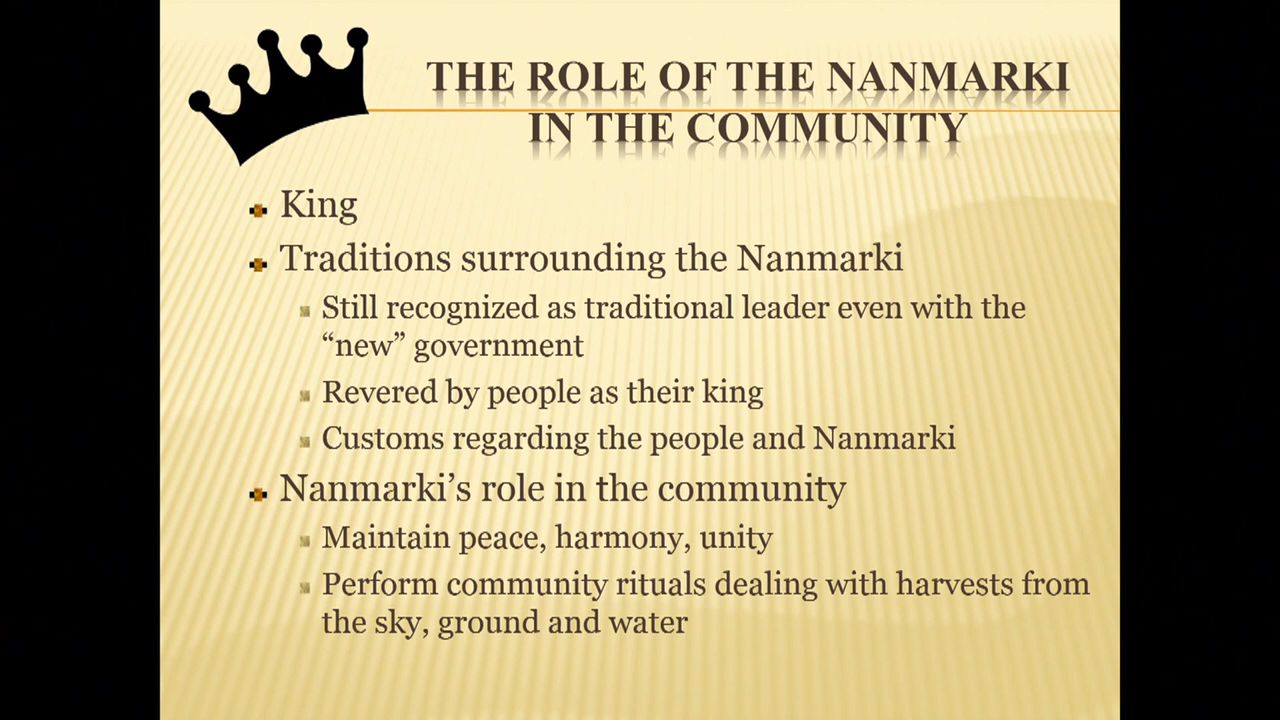 THE ROLE OF THE NANMARKI
IN THE COMMUNITY
King
Traditions surrounding the Nanmarki
Still recognized as traditional leader even with the
“new” government
Revered by people as their king
Customs regarding the people and Nanmarki
Nanmarki’s role in the community
Maintain peace, harmony, unity
Perform community rituals dealing with harvests from
the sky, ground and water